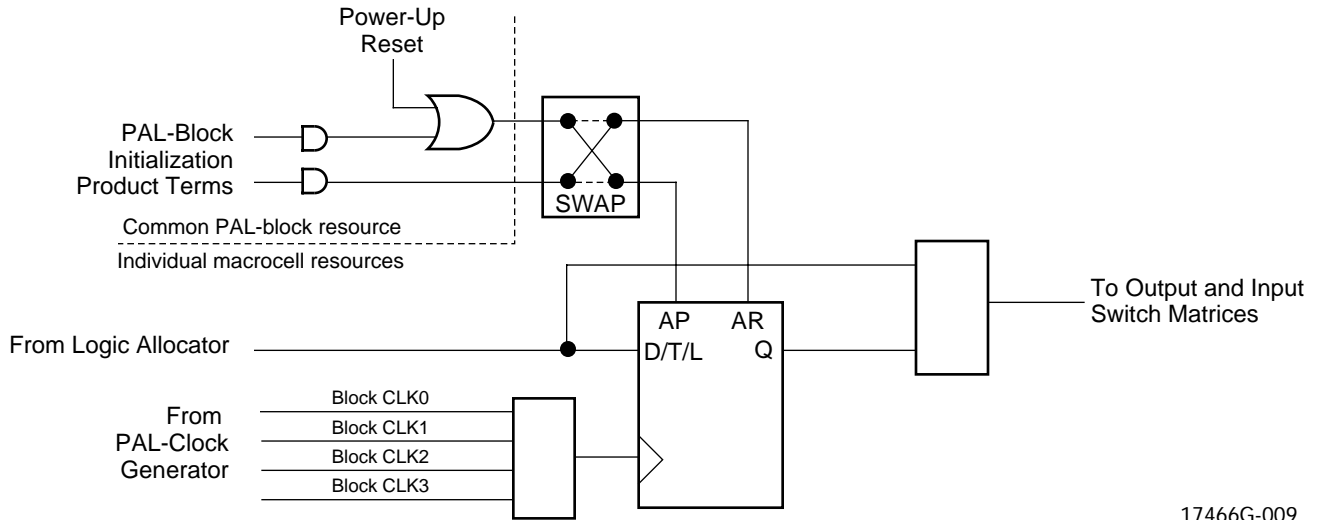 Power-Up
Reset
PAL-Block
Initialization
Product Terms
SWAP
Common PAL-block resource
Individual macrocell resources
To Output and Input
Switch Matrices
AP AR
From Logic Allocator
D/T/L Q
From
PAL-Clock
Generator
Block CLK0
Block CLK1
Block CLK2
Block CLK3
17466G-009